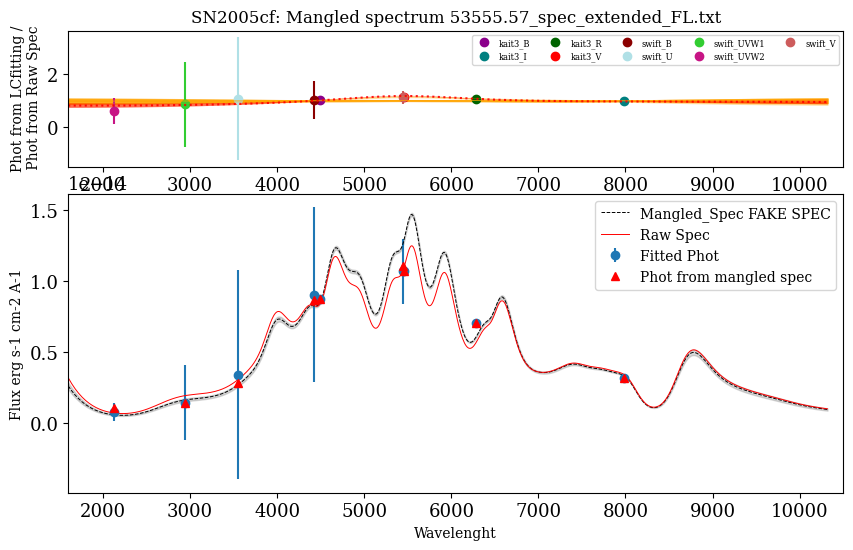 SN2005cf: Mangled spectrum 53555.57_spec_extended_FL.txt
Phot from LCfitting /
Phot from Raw Spec
2
0
kait3_B kait3_R swift_B swift_UVW1 swift_V
kait3_I kait3_V swift_U swift_UVW2
2000 3000 4000 5000 6000 7000 8000 9000 10000
Flux erg s-1 cm-2 A-1
1.5
1.0
0.5
0.0
Mangled_Spec FAKE SPEC
Raw Spec
Fitted Phot
Phot from mangled spec
2000 3000 4000 5000 6000 7000 8000 9000 10000
Wavelenght